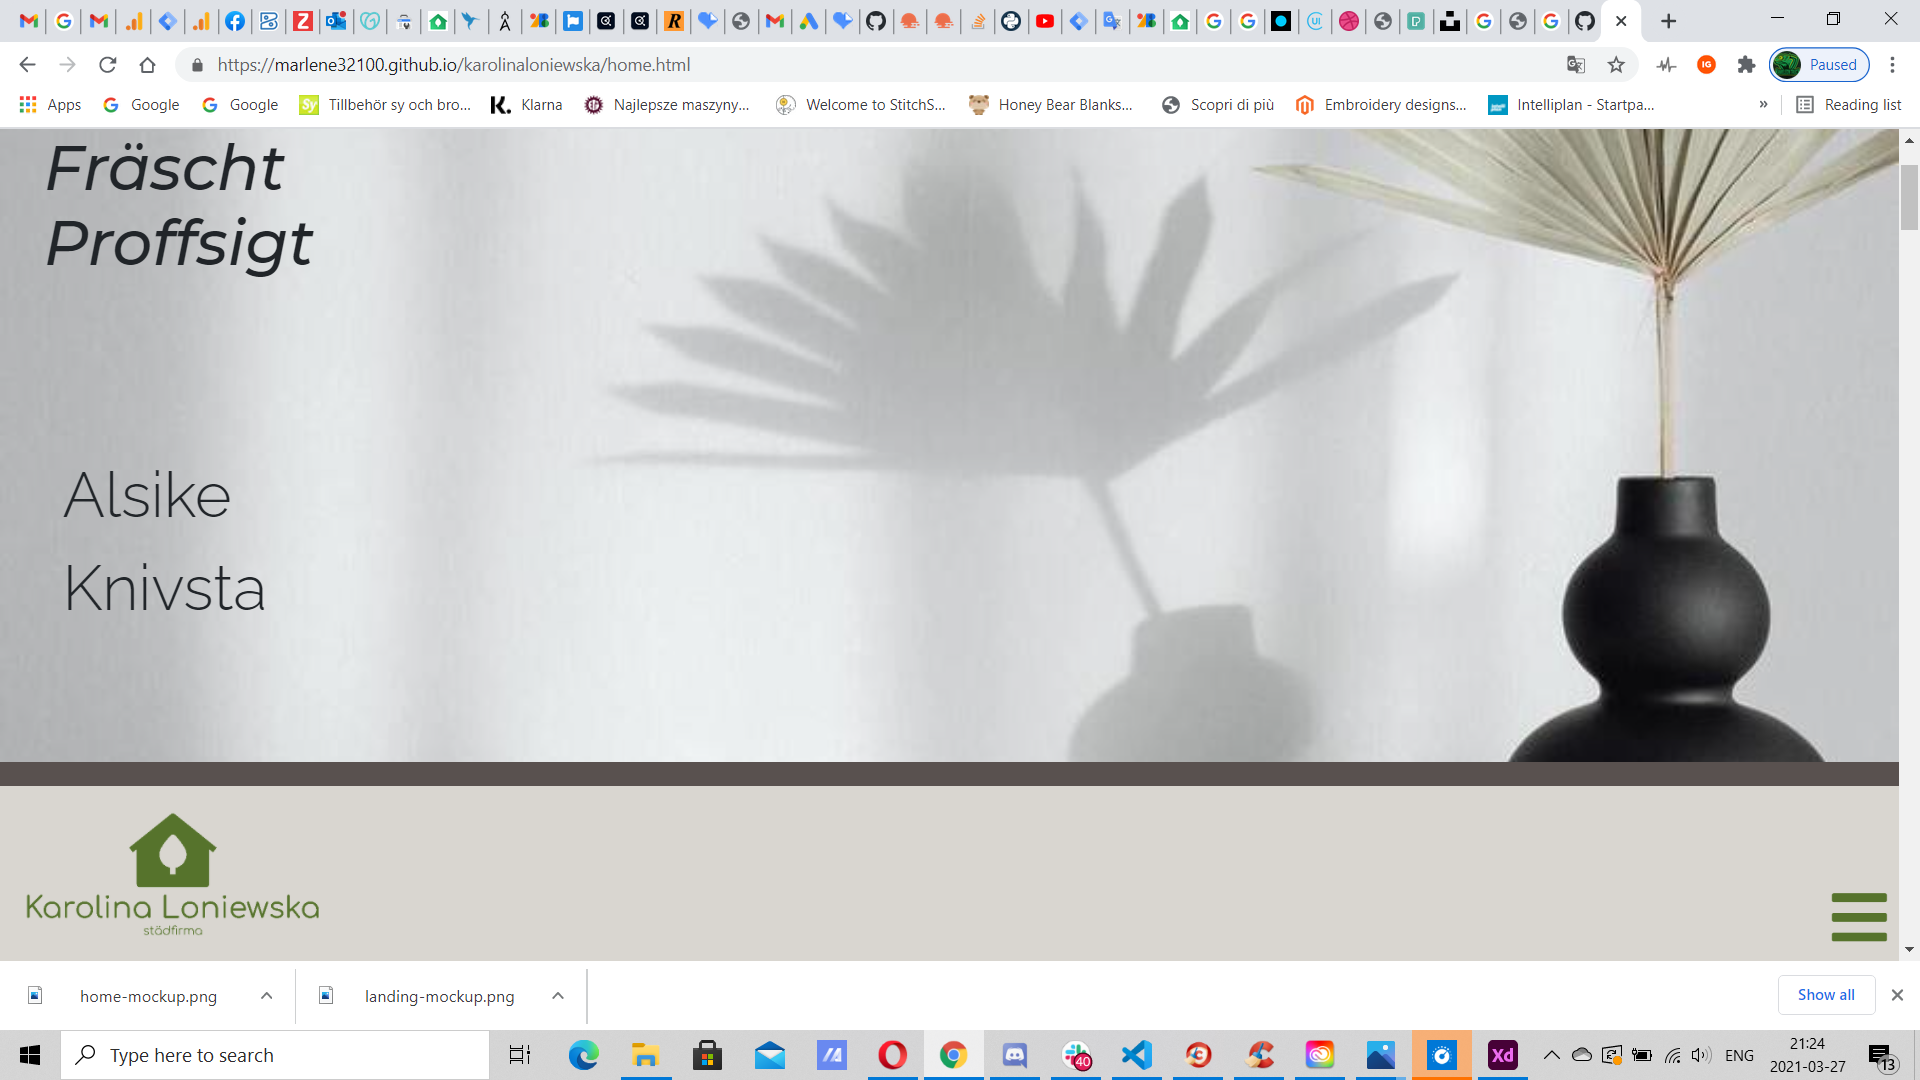 https://marlene32100.github.io/karolinaloniewska/home.html
Paused
Apps
Google
Google
Tillbehör sy och bro...
Klarna
Najlepsze maszyny...
Welcome to StitchS...
Honey Bear Blanks...
Scopri di più
Embroidery designs...
Intelliplan - Startpa...
»
Reading list
Fräscht
Proffsigt
Alsike
Knivsta
Karolina Loniewska
städfirma
home-mockup.png
landing-mockup.png
Show all
Type here to search
40
Xd
ENG
21:24
2021-03-27
13